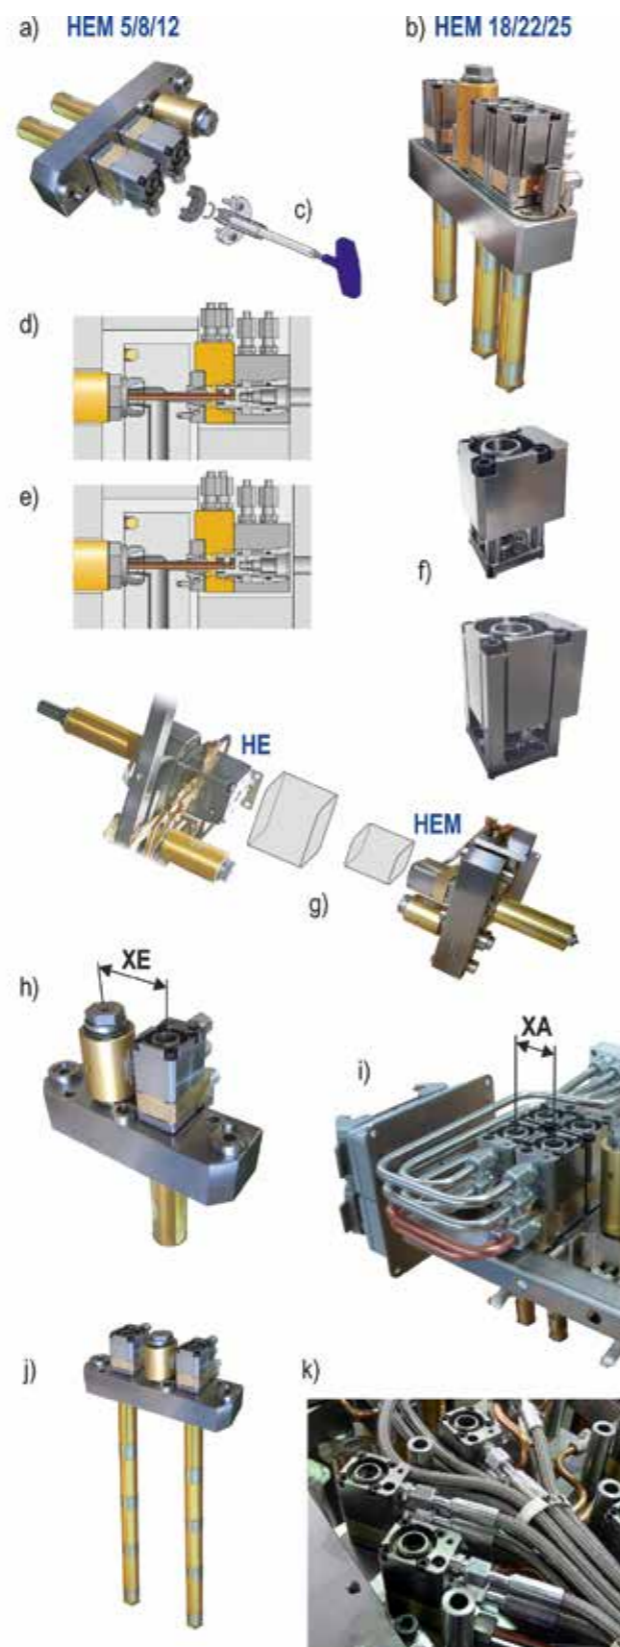 a) HEM 5/8/12
b) HEM 18/22/25
c)
d)
e)
f)
HE
HEM
g)
h)
XE
i)
XA
j)
k)